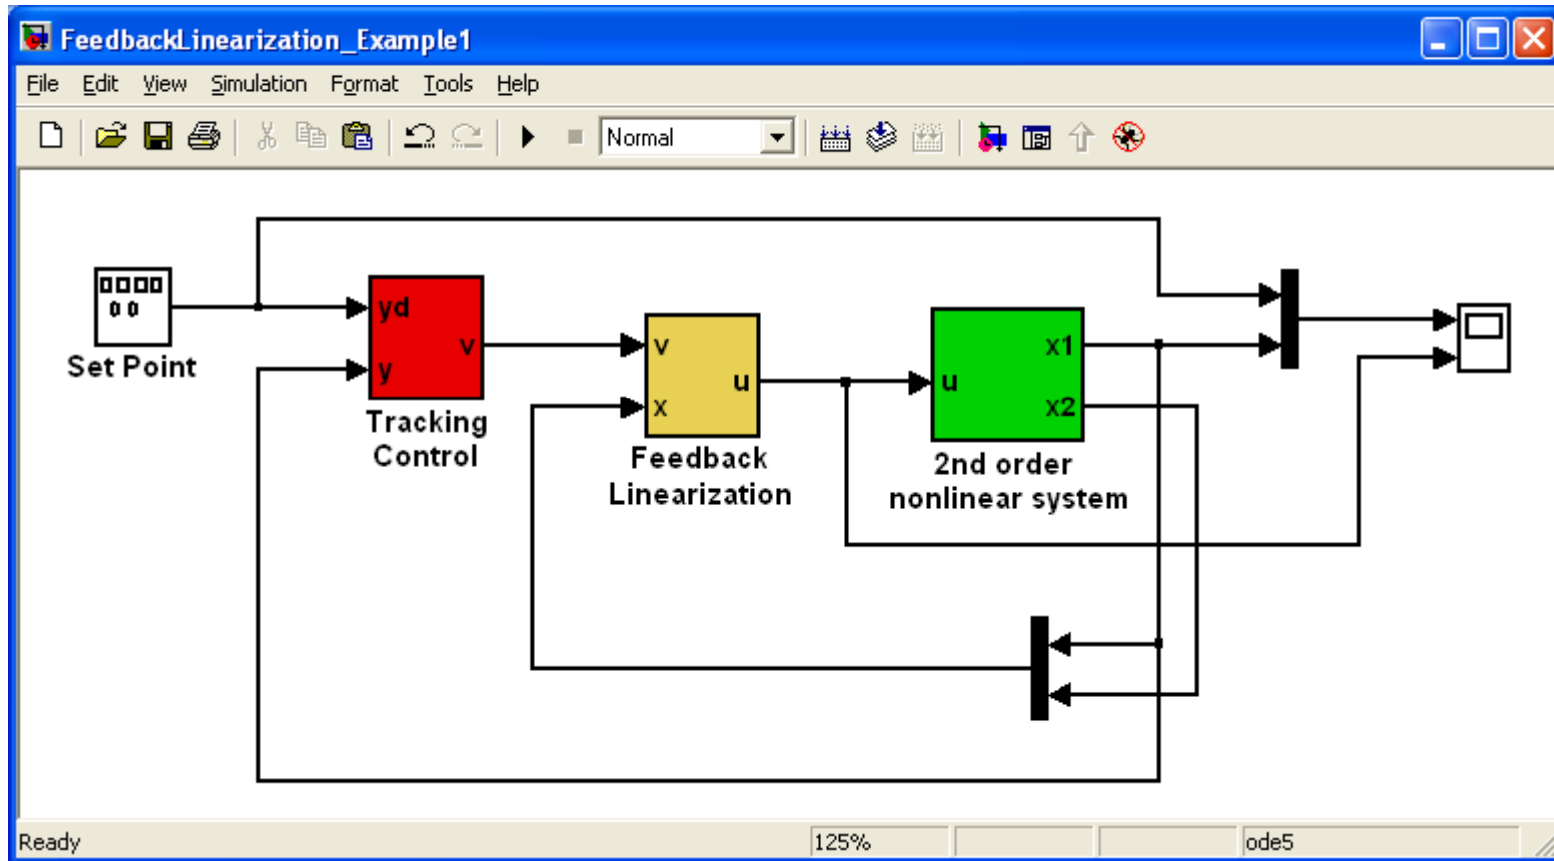 FeedbackLinearization_Example1
File Edit View Simulation Format Tools Help
Normal
Set Point
yd
y
v
Tracking
Control
v
x
u
Feedback
Linearization
u
x1
x2
2nd order
nonlinear system
Ready
125%
ode5